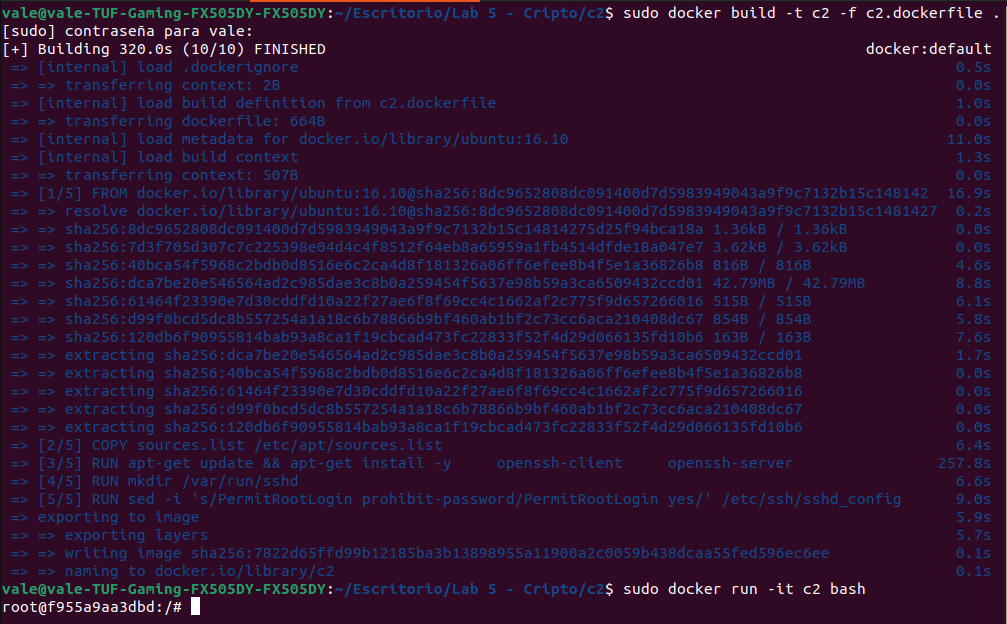 vale@vale-TUF-Gaming-FX505DY-FX505DY:~/Escritorio/Lab 5 - Cripto/c2$ sudo docker build -t c2 -f c2.dockerfile .
[sudo] contraseña para vale:
[+] Building 320.0s (10/10) FINISHED docker:default
=> [internal] load .dockerignore 0.5s
=> => transferring context: 2B 0.0s
=> [internal] load build definition from c2.dockerfile 1.0s
=> => transferring dockerfile: 664B 0.0s
=> [internal] load metadata for docker.io/library/ubuntu:16.10 11.0s
=> [internal] load build context 1.3s
=> => transferring context: 507B 0.0s
=> [1/5] FROM docker.io/library/ubuntu:16.10@sha256:8dc9652808dc091400d7d5983949043a9f9c7132b15c148142 16.9s
=> => resolve docker.io/library/ubuntu:16.10@sha256:8dc9652808dc091400d7d5983949043a9f9c7132b15c1481427 0.2s
=> => sha256:8dc9652808dc091400d7d5983949043a9f9c7132b15c14814275d25f94bca18a 1.36kB / 1.36kB 0.0s
=> => sha256:7d3f705d307c7c225398e04d4c4f8512f64eb8a65959a1fb4514dfde18a047e7 3.62kB / 3.62kB 0.0s
=> => sha256:40bca54f5968c2bdb0d8516e6c2ca4d8f181326a06ff6efee8b4f5e1a36826b8 816B / 816B 4.6s
=> => sha256:dca7be20e546564ad2c985dae3c8b0a259454f5637e98b59a3ca6509432ccd01 42.79MB / 42.79MB 8.8s
=> => sha256:61464f23390e7d30cddfd10a22f27ae6f8f69cc4c1662af2c775f9d657266016 515B / 515B 6.1s
=> => sha256:d99f0bcd5dc8b557254a1a18c6b78866b9bf460ab1bf2c73cc6aca210408dc67 854B / 854B 5.8s
=> => sha256:120db6f90955814bab93a8ca1f19cbcad473fc22833f52f4d29d066135fd10b6 163B / 163B 7.6s
=> => extracting sha256:dca7be20e546564ad2c985dae3c8b0a259454f5637e98b59a3ca6509432ccd01 1.7s
=> => extracting sha256:40bca54f5968c2bdb0d8516e6c2ca4d8f181326a06ff6efee8b4f5e1a36826b8 0.0s
=> => extracting sha256:61464f23390e7d30cddfd10a22f27ae6f8f69cc4c1662af2c775f9d657266016 0.0s
=> => extracting sha256:d99f0bcd5dc8b557254a1a18c6b78866b9bf460ab1bf2c73cc6aca210408dc67 0.0s
=> => extracting sha256:120db6f90955814bab93a8ca1f19cbcad473fc22833f52f4d29d066135fd10b6 0.0s
=> [2/5] COPY sources.list /etc/apt/sources.list 6.4s
=> [3/5] RUN apt-get update && apt-get install -y     openssh-client     openssh-server 257.8s
=> [4/5] RUN mkdir /var/run/sshd 6.6s
=> [5/5] RUN sed -i 's/PermitRootLogin prohibit-password/PermitRootLogin yes/' /etc/ssh/sshd_config 9.0s
=> exporting to image 5.9s
=> => exporting layers 5.7s
=> => writing image sha256:7822d65ffd99b12185ba3b13898955a11900a2c0059b438dcaa55fed596ec6ee 0.1s
=> => naming to docker.io/library/c2 0.1s
vale@vale-TUF-Gaming-FX505DY-FX505DY:~/Escritorio/Lab 5 - Cripto/c2$ sudo docker run -it c2 bash
root@f955a9aa3dbd:/#